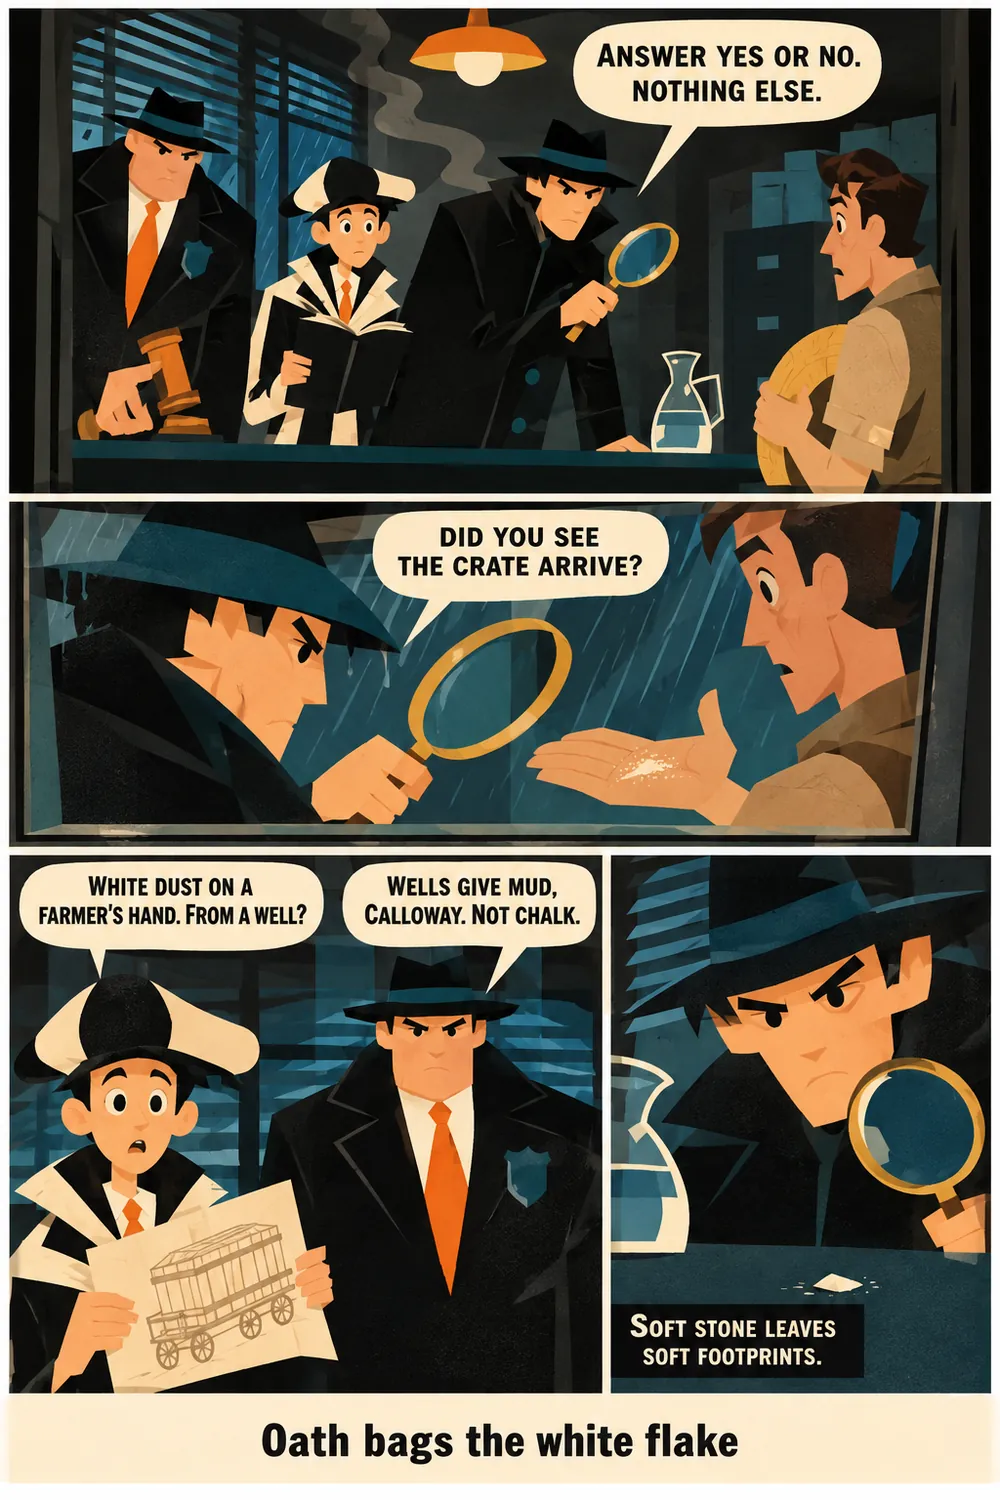 ANSWER YES OR NO.
NOTHING ELSE.
DID YOU SEE
THE CRATE ARRIVE?
WHITE DUST ON A
FARMER'S HAND. FROM A WELL?
WELLS GIVE MUD,
CALLOWAY. NOT CHALK.
SOFT STONE LEAVES
SOFT FOOTPRINTS.
Oath bags the white flake